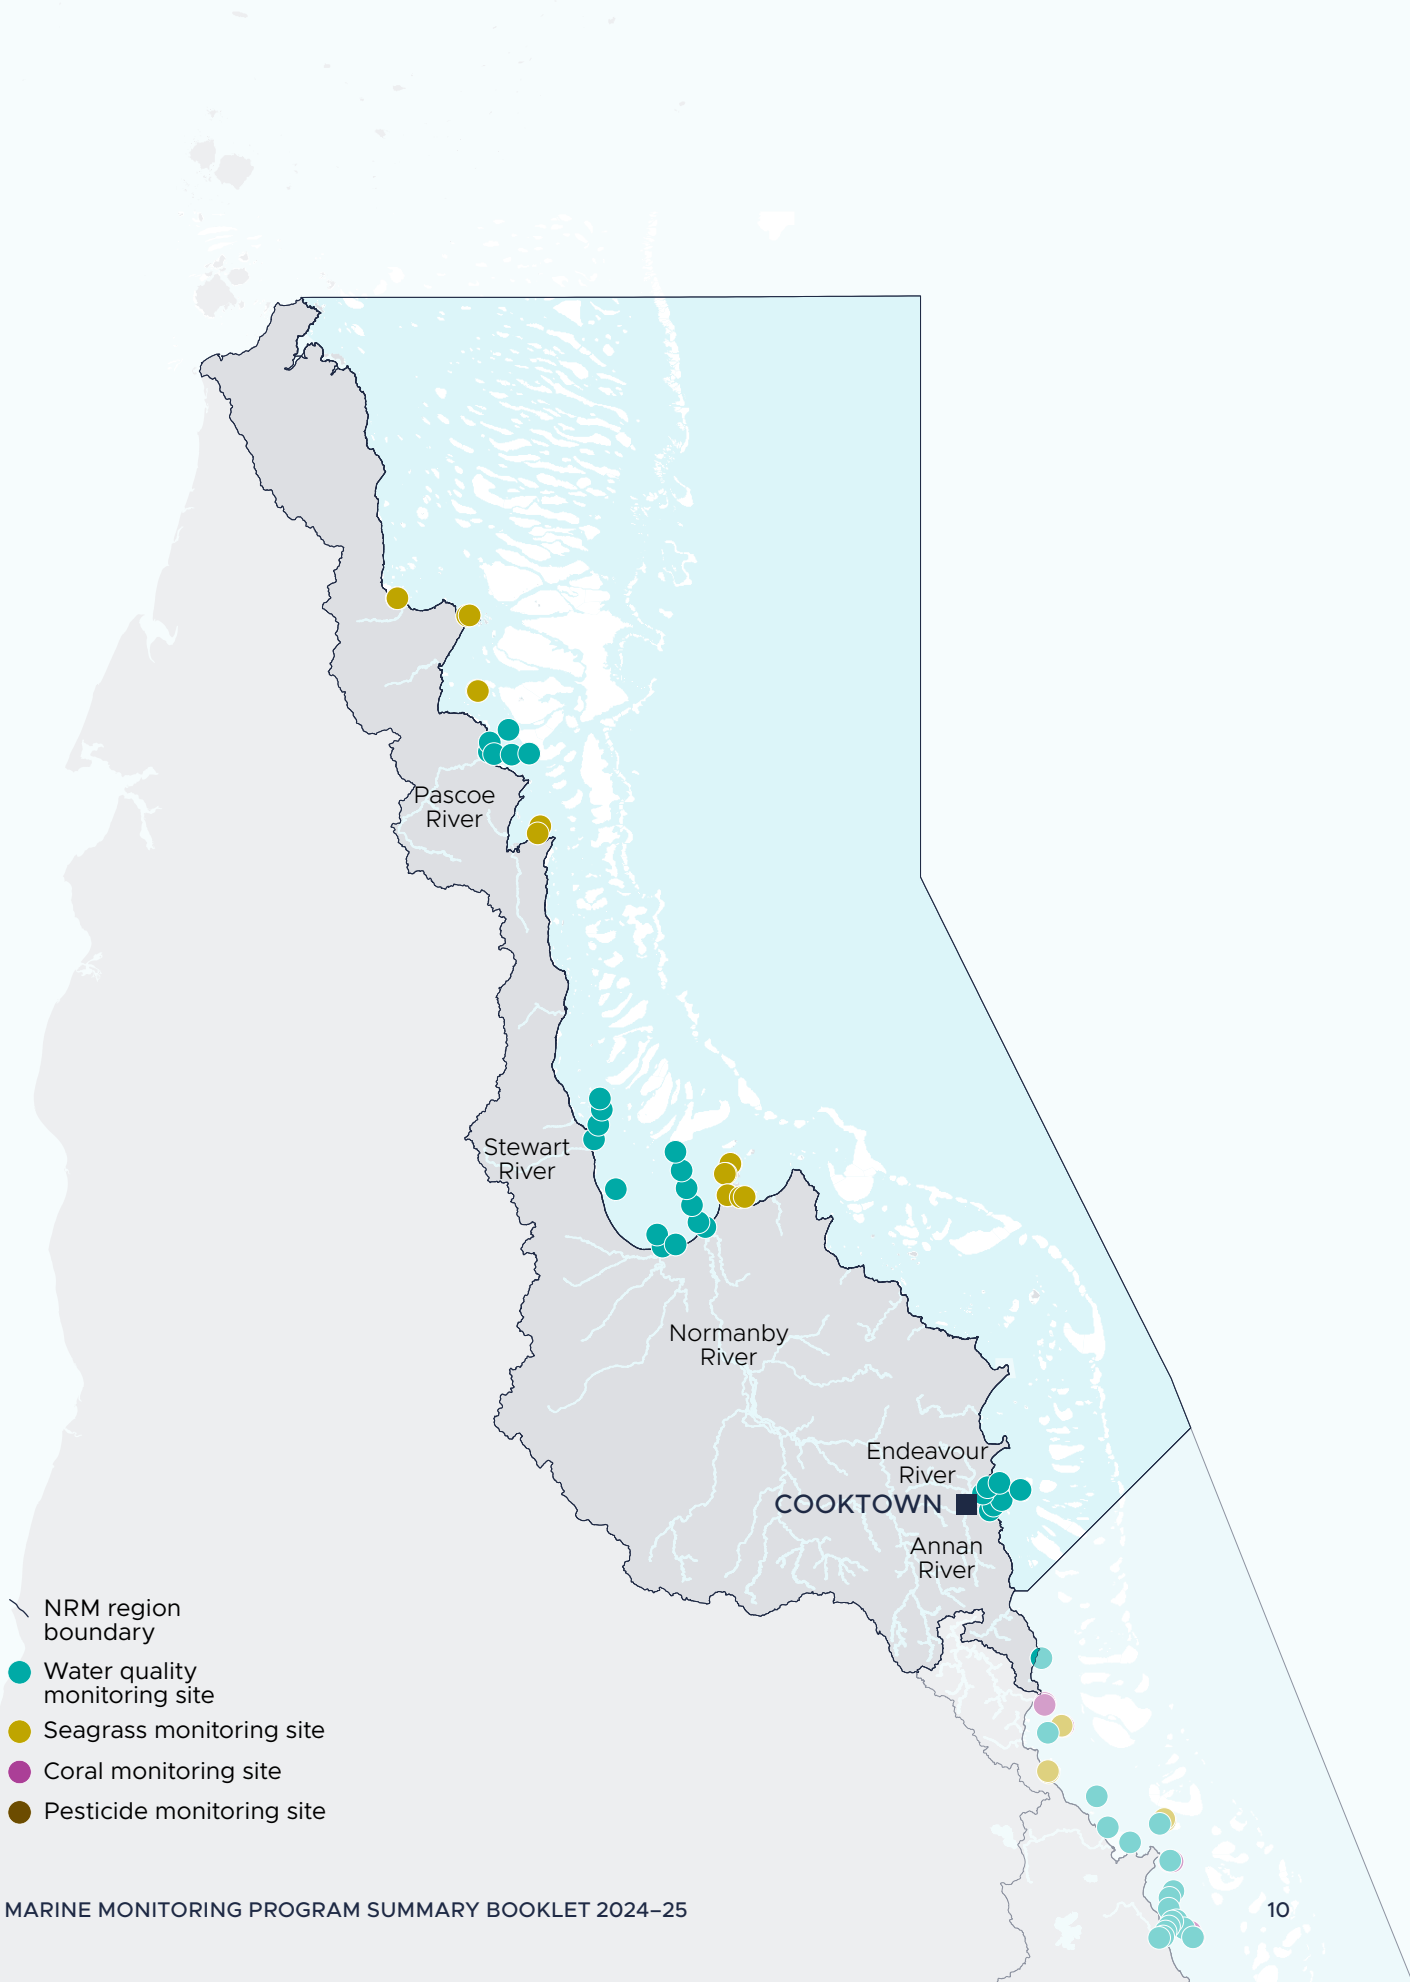 Pascoe
River
Stewart
River
Normanby
River
Endeavour
River
COOKTOWN
Annan
River
NRM region
boundary
Water quality
monitoring site
Seagrass monitoring site
Coral monitoring site
Pesticide monitoring site
MARINE MONITORING PROGRAM SUMMARY BOOKLET 2024–25
10